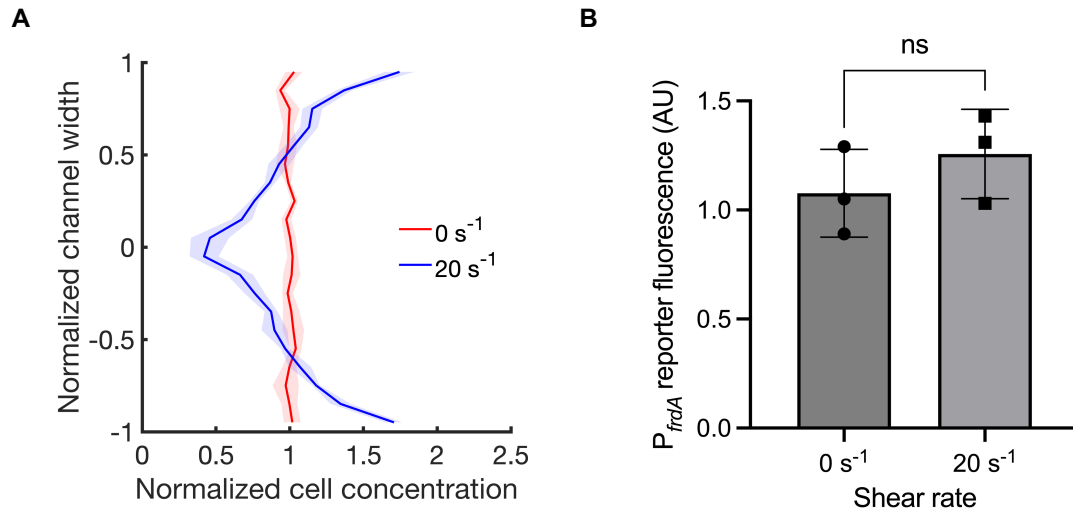 A
Normalized channel width
1
0.5
0
-0.5
-1
0 s⁻¹
20 s⁻¹
0 0.5 1 1.5 2 2.5
Normalized cell concentration
B
ns
P_frdA reporter fluorescence (AU)
1.5
1.0
0.5
0.0
0 s⁻¹ 20 s⁻¹
Shear rate